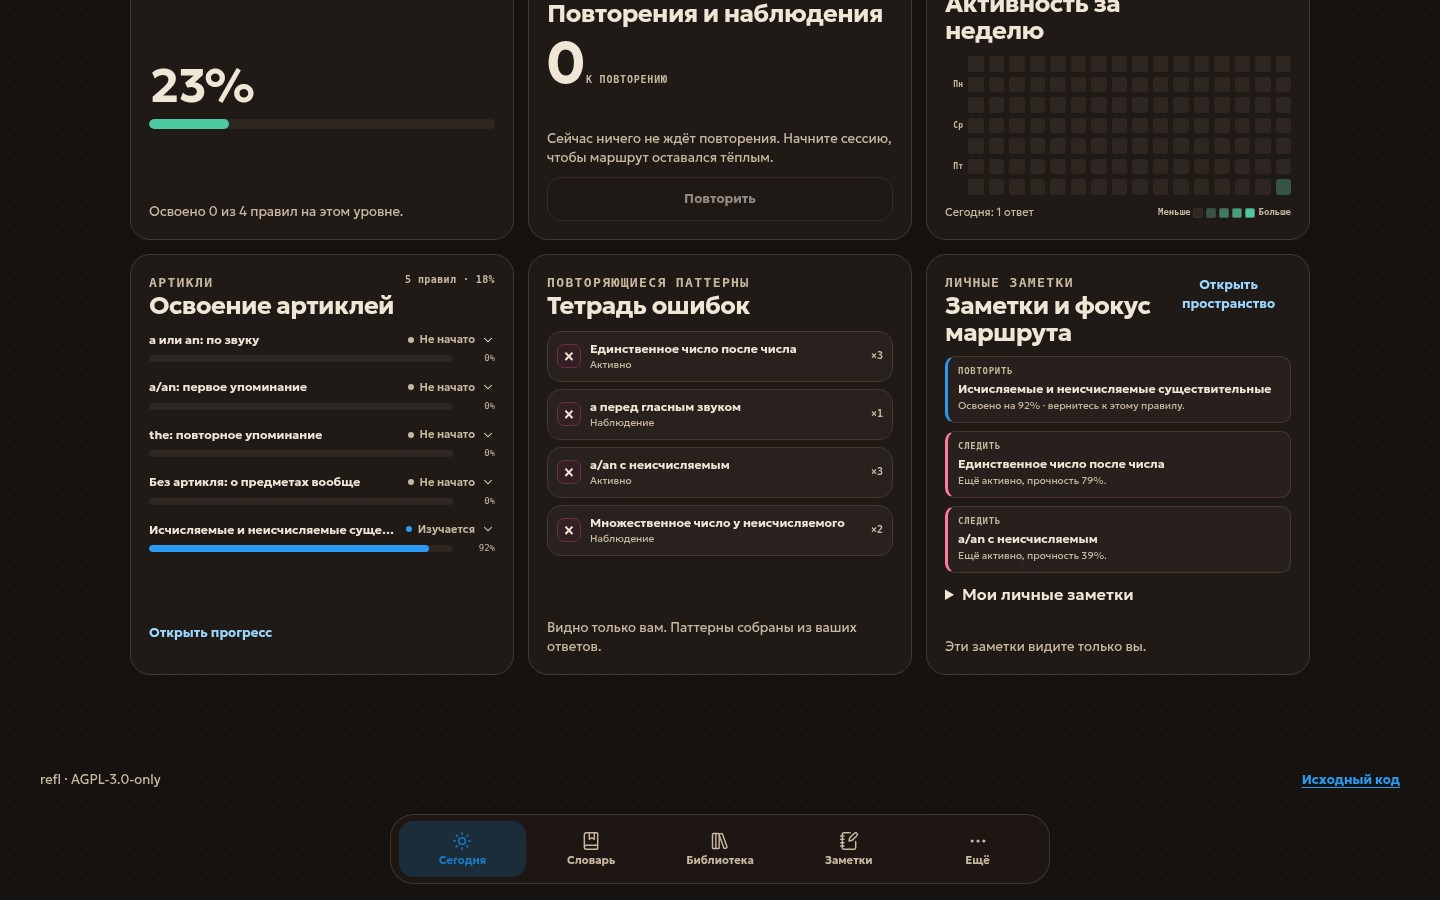 23%
Освоено 0 из 4 правил на этом уровне.
Повторения и наблюдения
0 К ПОВТОРЕНИЮ
Сейчас ничего не ждёт повторения. Начните сессию,
чтобы маршрут оставался тёплым.
Повторить
Активность за
неделю
Пн
Ср
Пт
Сегодня: 1 ответ
Меньше
Больше
АРТИКЛИ
5 правил · 18%
Освоение артиклей
a или an: по звуку
Не начато
0%
a/an: первое упоминание
Не начато
0%
the: повторное упоминание
Не начато
0%
Без артикля: о предметах вообще
Не начато
0%
Исчисляемые и неисчисляемые суще...
Изучается
92%
Открыть прогресс
ПОВТОРЯЮЩИЕСЯ ПАТТЕРНЫ
Тетрадь ошибок
Единственное число после числа
Активно
×3
a перед гласным звуком
Наблюдение
×1
a/an с неисчисляемым
Активно
×3
Множественное число у неисчисляемого
Наблюдение
×2
Видно только вам. Паттерны собраны из ваших
ответов.
ЛИЧНЫЕ ЗАМЕТКИ
Заметки и фокус
маршрута
Открыть
пространство
ПОВТОРИТЬ
Исчисляемые и неисчисляемые существительные
Освоено на 92% · вернитесь к этому правилу.
СЛЕДИТЬ
Единственное число после числа
Ещё активно, прочность 79%.
СЛЕДИТЬ
a/an с неисчисляемым
Ещё активно, прочность 39%.
Мои личные заметки
Эти заметки видите только вы.
refl · AGPL-3.0-only
Исходный код
Сегодня
Словарь
Библиотека
Заметки
Ещё